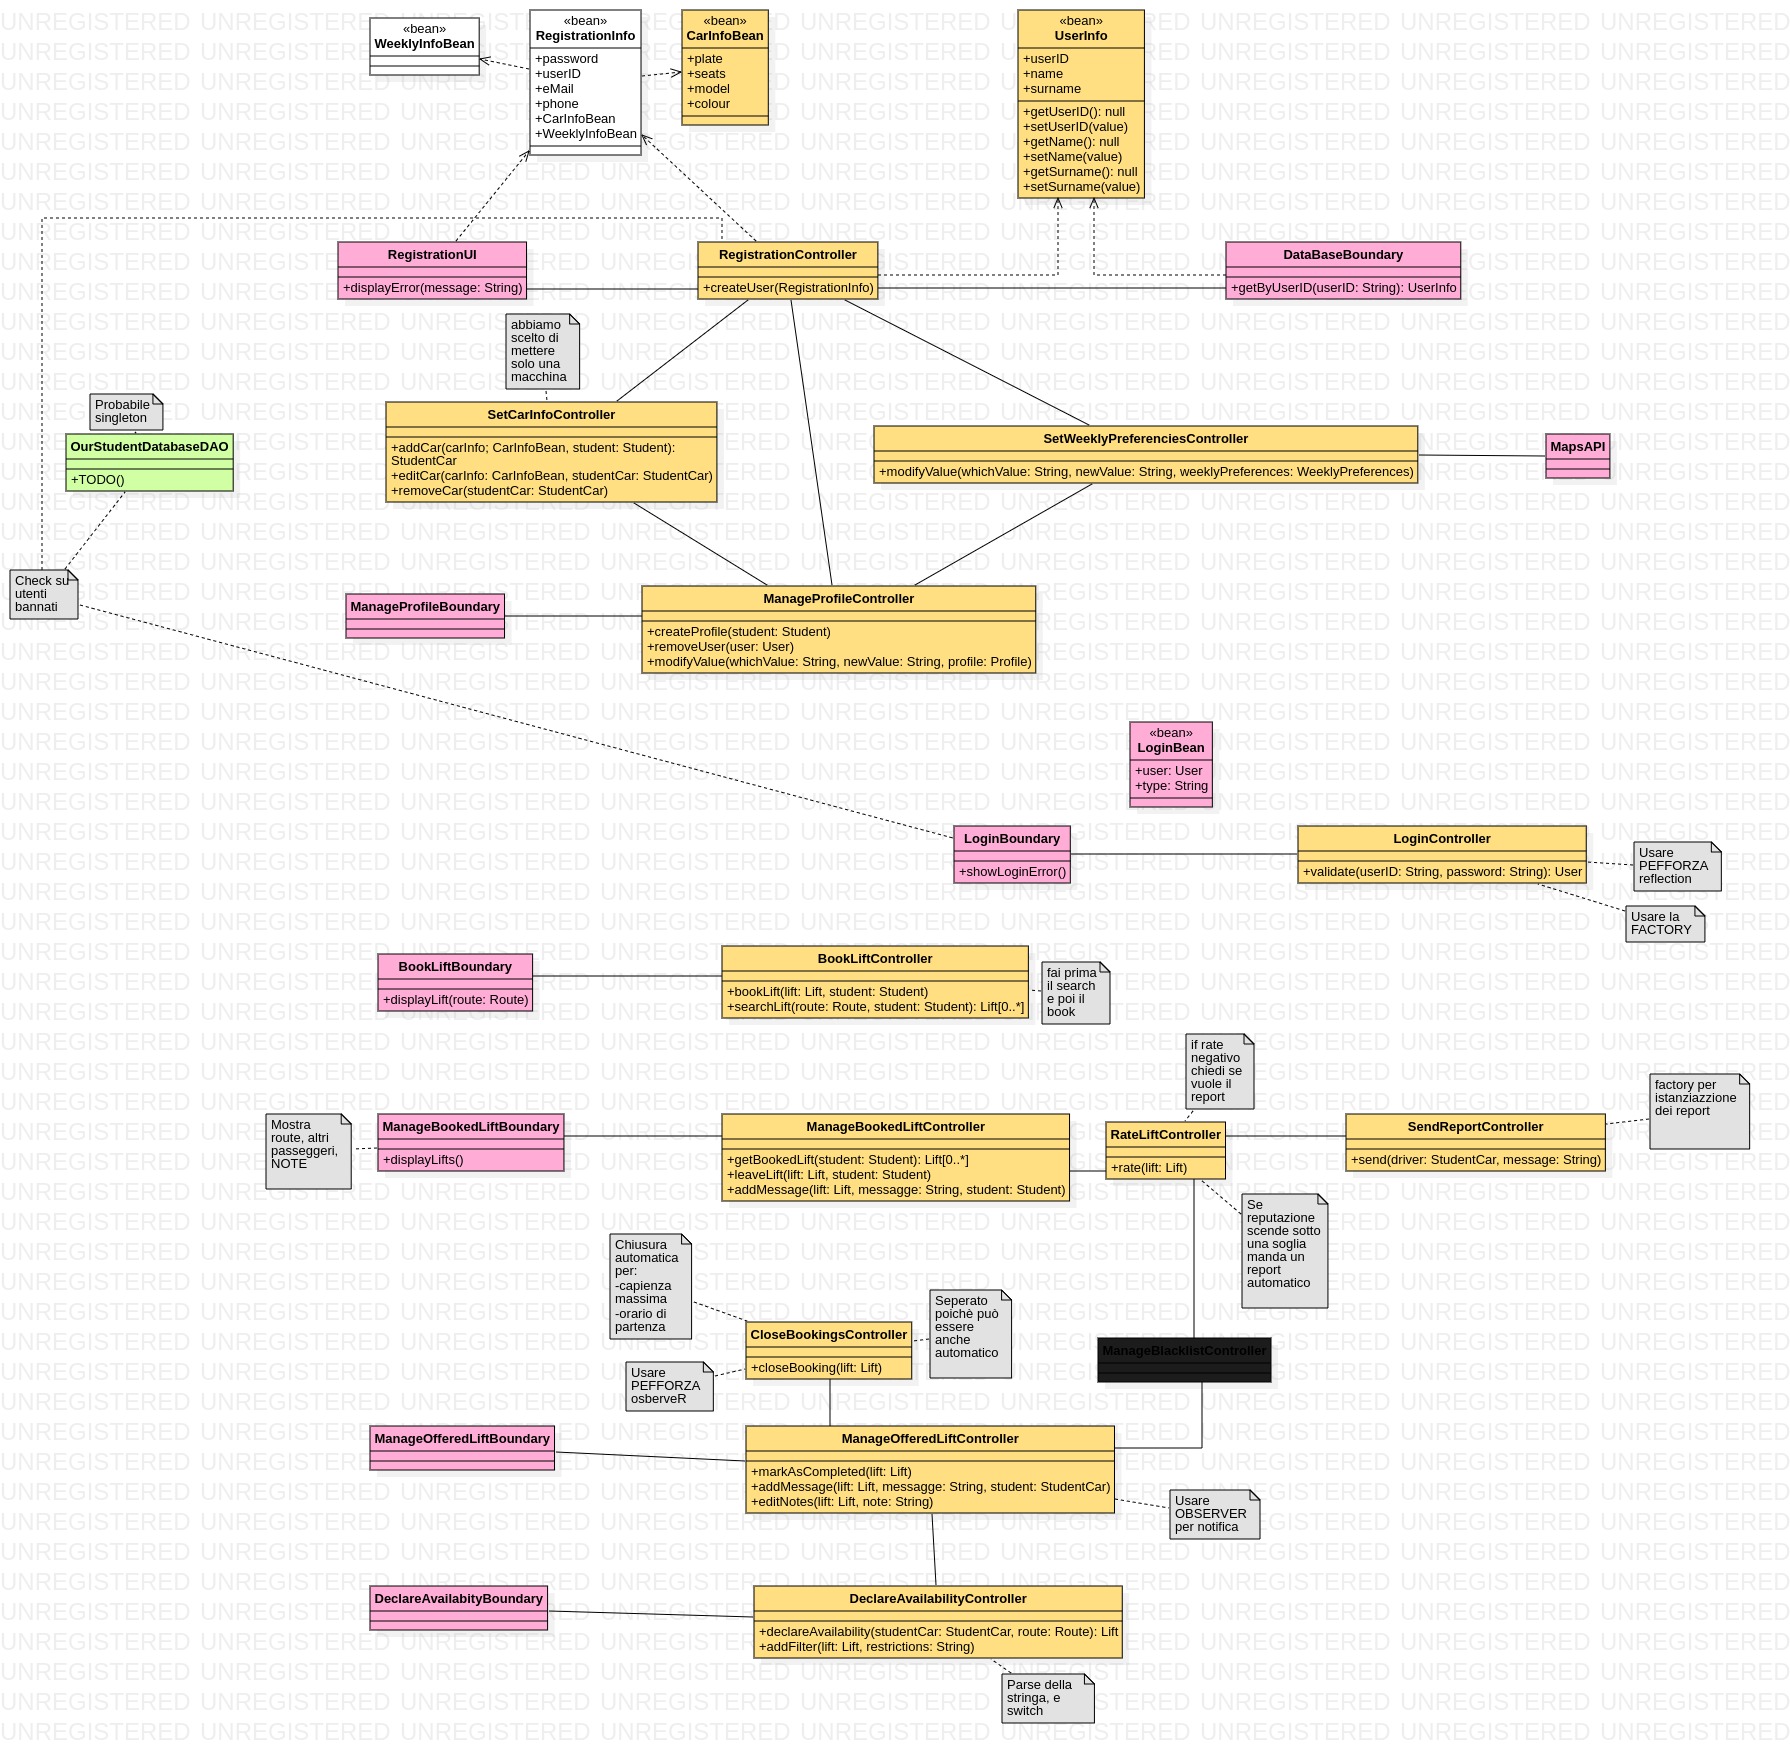 «bean»
WeeklyInfoBean
«bean»
RegistrationInfo
+password
+userID
+eMail
+phone
+CarInfoBean
+WeeklyInfoBean
«bean»
CarInfoBean
+plate
+seats
+model
+colour
«bean»
UserInfo
+userID
+name
+surname
+getUserID(): null
+setUserID(value)
+getName(): null
+setName(value)
+getSurname(): null
+setSurname(value)
RegistrationUI
+displayError(message: String)
RegistrationController
+createUser(RegistrationInfo)
DataBaseBoundary
+getByUserID(userID: String): UserInfo
abbiamo
scelto di
mettere
solo una
macchina
Probabile
singleton
OurStudentDatabaseDAO
+TODO()
SetCarInfoController
+addCar(carInfo; CarInfoBean, student: Student):
StudentCar
+editCar(carInfo: CarInfoBean, studentCar: StudentCar)
+removeCar(studentCar: StudentCar)
SetWeeklyPreferenciesController
+modifyValue(whichValue: String, newValue: String, weeklyPreferences: WeeklyPreferences)
MapsAPI
Check su
utenti
bannati
ManageProfileBoundary
ManageProfileController
+createProfile(student: Student)
+removeUser(user: User)
+modifyValue(whichValue: String, newValue: String, profile: Profile)
«bean»
LoginBean
+user: User
+type: String
LoginBoundary
+showLoginError()
LoginController
+validate(userID: String, password: String): User
Usare
PEFFORZA
reflection
Usare la
FACTORY
BookLiftBoundary
+displayLift(route: Route)
BookLiftController
+bookLift(lift: Lift, student: Student)
+searchLift(route: Route, student: Student): Lift[0..*]
fai prima
il search
e poi il
book
if rate
negativo
chiedi se
vuole il
report
factory per
istanziazzione
dei report
Mostra
route, altri
passeggeri,
NOTE
ManageBookedLiftBoundary
+displayLifts()
ManageBookedLiftController
+getBookedLift(student: Student): Lift[0..*]
+leaveLift(lift: Lift, student: Student)
+addMessage(lift: Lift, messagge: String, student: Student)
RateLiftController
+rate(lift: Lift)
SendReportController
+send(driver: StudentCar, message: String)
Se
reputazione
scende sotto
una soglia
manda un
report
automatico
Chiusura
automatica
per:
-capienza
massima
-orario di
partenza
Seperato
poichè può
essere
anche
automatico
CloseBookingsController
+closeBooking(lift: Lift)
Usare
PEFFORZA
osberveR
ManageBlacklistController
ManageOfferedLiftBoundary
ManageOfferedLiftController
+markAsCompleted(lift: Lift)
+addMessage(lift: Lift, messagge: String, student: StudentCar)
+editNotes(lift: Lift, note: String)
Usare
OBSERVER
per notifica
DeclareAvailabityBoundary
DeclareAvailabilityController
+declareAvailability(studentCar: StudentCar, route: Route): Lift
+addFilter(lift: Lift, restrictions: String)
Parse della
stringa, e
switch